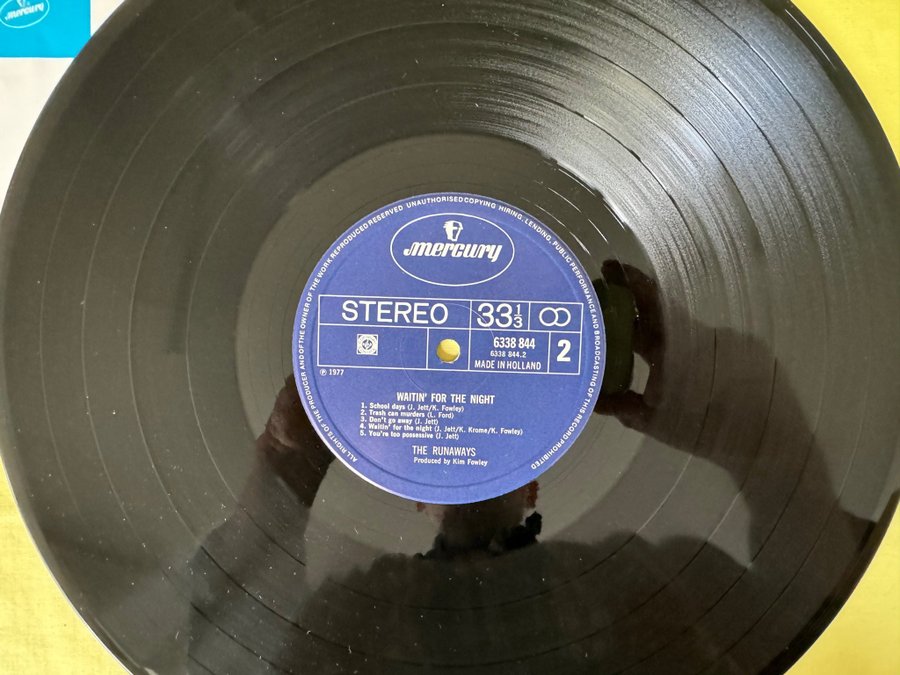 mercury
ALL RIGHTS OF THE PRODUCER AND OF THE OWNER OF THE WORK REPRODUCED RESERVED UNAUTHORISED COPYING HIRING, LENDING, PUBLIC PERFORMANCE AND BROADCASTING OF THIS RECORD PROHIBITED
mercury
STEREO 33 1/3
6338 844
6338 844.2
MADE IN HOLLAND
2
℗ 1977
WAITIN' FOR THE NIGHT
1. School days (J. Jett/K. Fowley)
2. Trash can murders (L. Ford)
3. Don't go away (J. Jett)
4. Waitin' for the night (J. Jett/K. Krome/K. Fowley)
5. You're too possessive (J. Jett)
THE RUNAWAYS
Produced by Kim Fowley